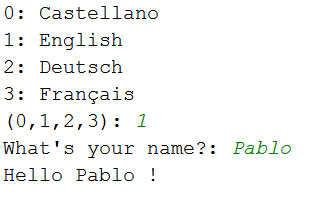 0: Castellano
1: English
2: Deutsch
3: Français
(0,1,2,3): 1
What's your name?: Pablo
Hello Pablo !